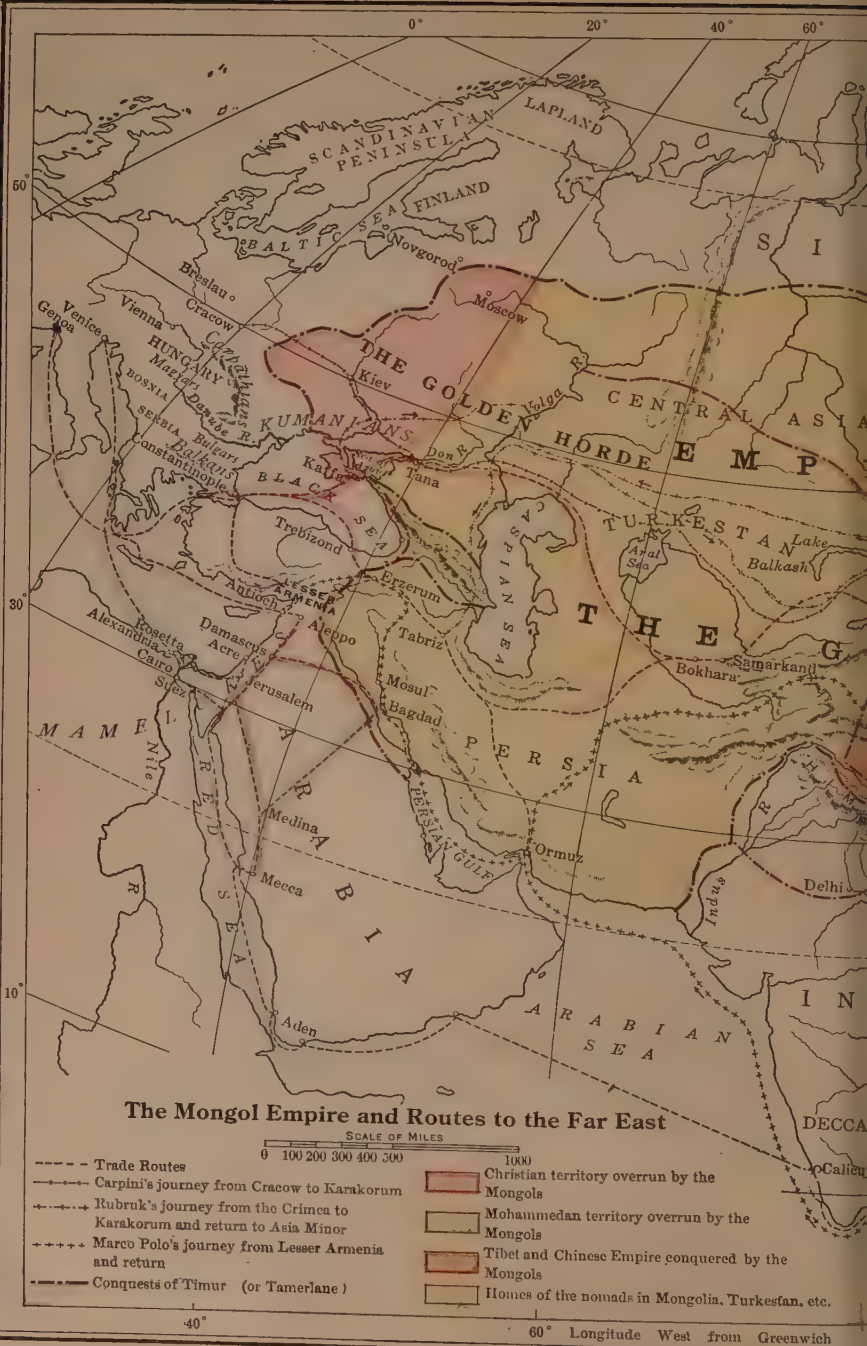 0°
20°
40°
60°
LAPLAND
SCANDINAVIAN
PENINSULA
FINLAND
BALTIC SEA
Novgorod
S I
Breslau
Cracow
Moscow
Genoa
Venice
Vienna
HUNGARY
Magyars
Carpathians
BOSNIA
Danube R.
SERBIA
Bulgars
Balkans
Constantinople
THE GOLDEN HORDE
Kiev
KUMANIANS
Volga R
CENTRAL ASIA
EMP
Don R
Kaffa
Tana
BLACK SEA
CASPIAN SEA
TURKESTAN
Aral
Sea
Lake
Balkash
Trebizond
30°
LESSER
ARMENIA
Antioch
Erzerum
THE G
Aleppo
Tabriz
Rosetta
Alexandria
Cairo
Suez
Damascus
Acre
Jerusalem
Bokhara
Samarkand
Mosul
Bagdad
MAMEL
Nile
R
PERSIA
RED SEA
ARABIA
Medina
PERSIAN GULF
Ormuz
Mecca
Indus
R
Delhi
10°
Aden
ARABIAN
SEA
IN
DECCA
Calicu
The Mongol Empire and Routes to the Far East
SCALE OF MILES
0 100 200 300 400 500 1000
Trade Routes
Carpini's journey from Cracow to Karakorum
Rubruk's journey from the Crimea to
Karakorum and return to Asia Minor
Marco Polo's journey from Lesser Armenia
and return
Conquests of Timur (or Tamerlane)
Christian territory overrun by the
Mongols
Mohammedan territory overrun by the
Mongols
Tibet and Chinese Empire conquered by the
Mongols
Homes of the nomads in Mongolia, Turkestan, etc.
40°
60° Longitude West from Greenwich